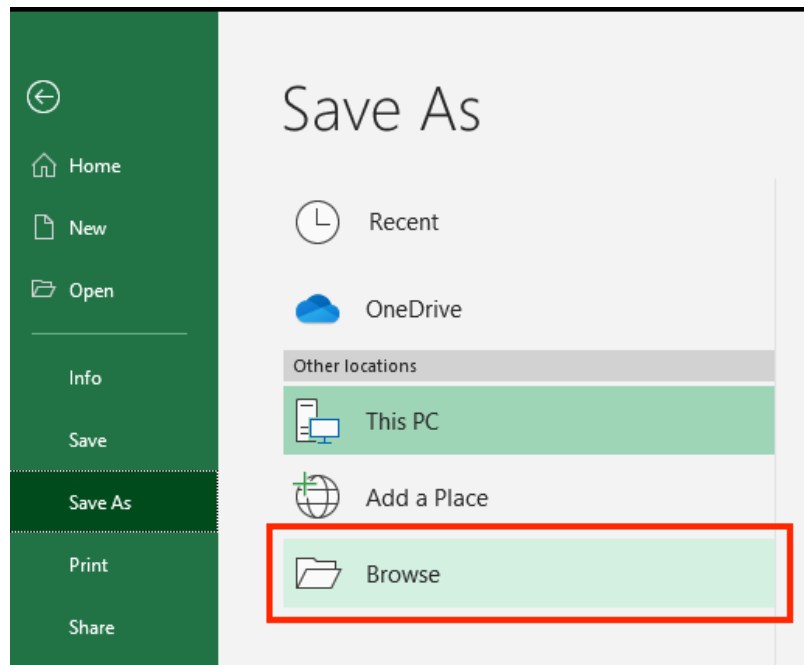 Home
New
Open
Info
Save
Save As
Print
Share
Save As
Recent
OneDrive
Other locations
This PC
Add a Place
Browse